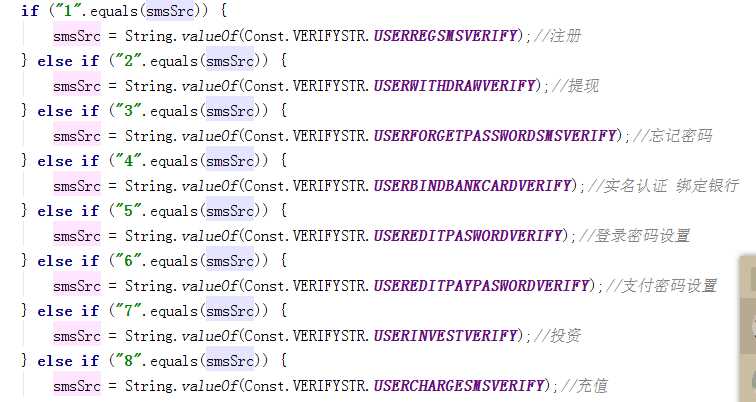 if ("1".equals(smsSrc)) {
smsSrc = String.valueOf(Const.VERIFYSTR.USERREGSMSVERIFY);//注册
} else if ("2".equals(smsSrc)) {
smsSrc = String.valueOf(Const.VERIFYSTR.USERWITHDRAWVERIFY);//提现
} else if ("3".equals(smsSrc)) {
smsSrc = String.valueOf(Const.VERIFYSTR.USERFORGETPASSWORDSMSVERIFY);//忘记密码
} else if ("4".equals(smsSrc)) {
smsSrc = String.valueOf(Const.VERIFYSTR.USERBINDBANKCARDVERIFY);//实名认证 绑定银行
} else if ("5".equals(smsSrc)) {
smsSrc = String.valueOf(Const.VERIFYSTR.USEREDITPASWORDVERIFY);//登录密码设置
} else if ("6".equals(smsSrc)) {
smsSrc = String.valueOf(Const.VERIFYSTR.USEREDITPAYPASWORDVERIFY);//支付密码设置
} else if ("7".equals(smsSrc)) {
smsSrc = String.valueOf(Const.VERIFYSTR.USERINVESTVERIFY);//投资
} else if ("8".equals(smsSrc)) {
smsSrc = String.valueOf(Const.VERIFYSTR.USERCHARGESMSVERIFY);//充值